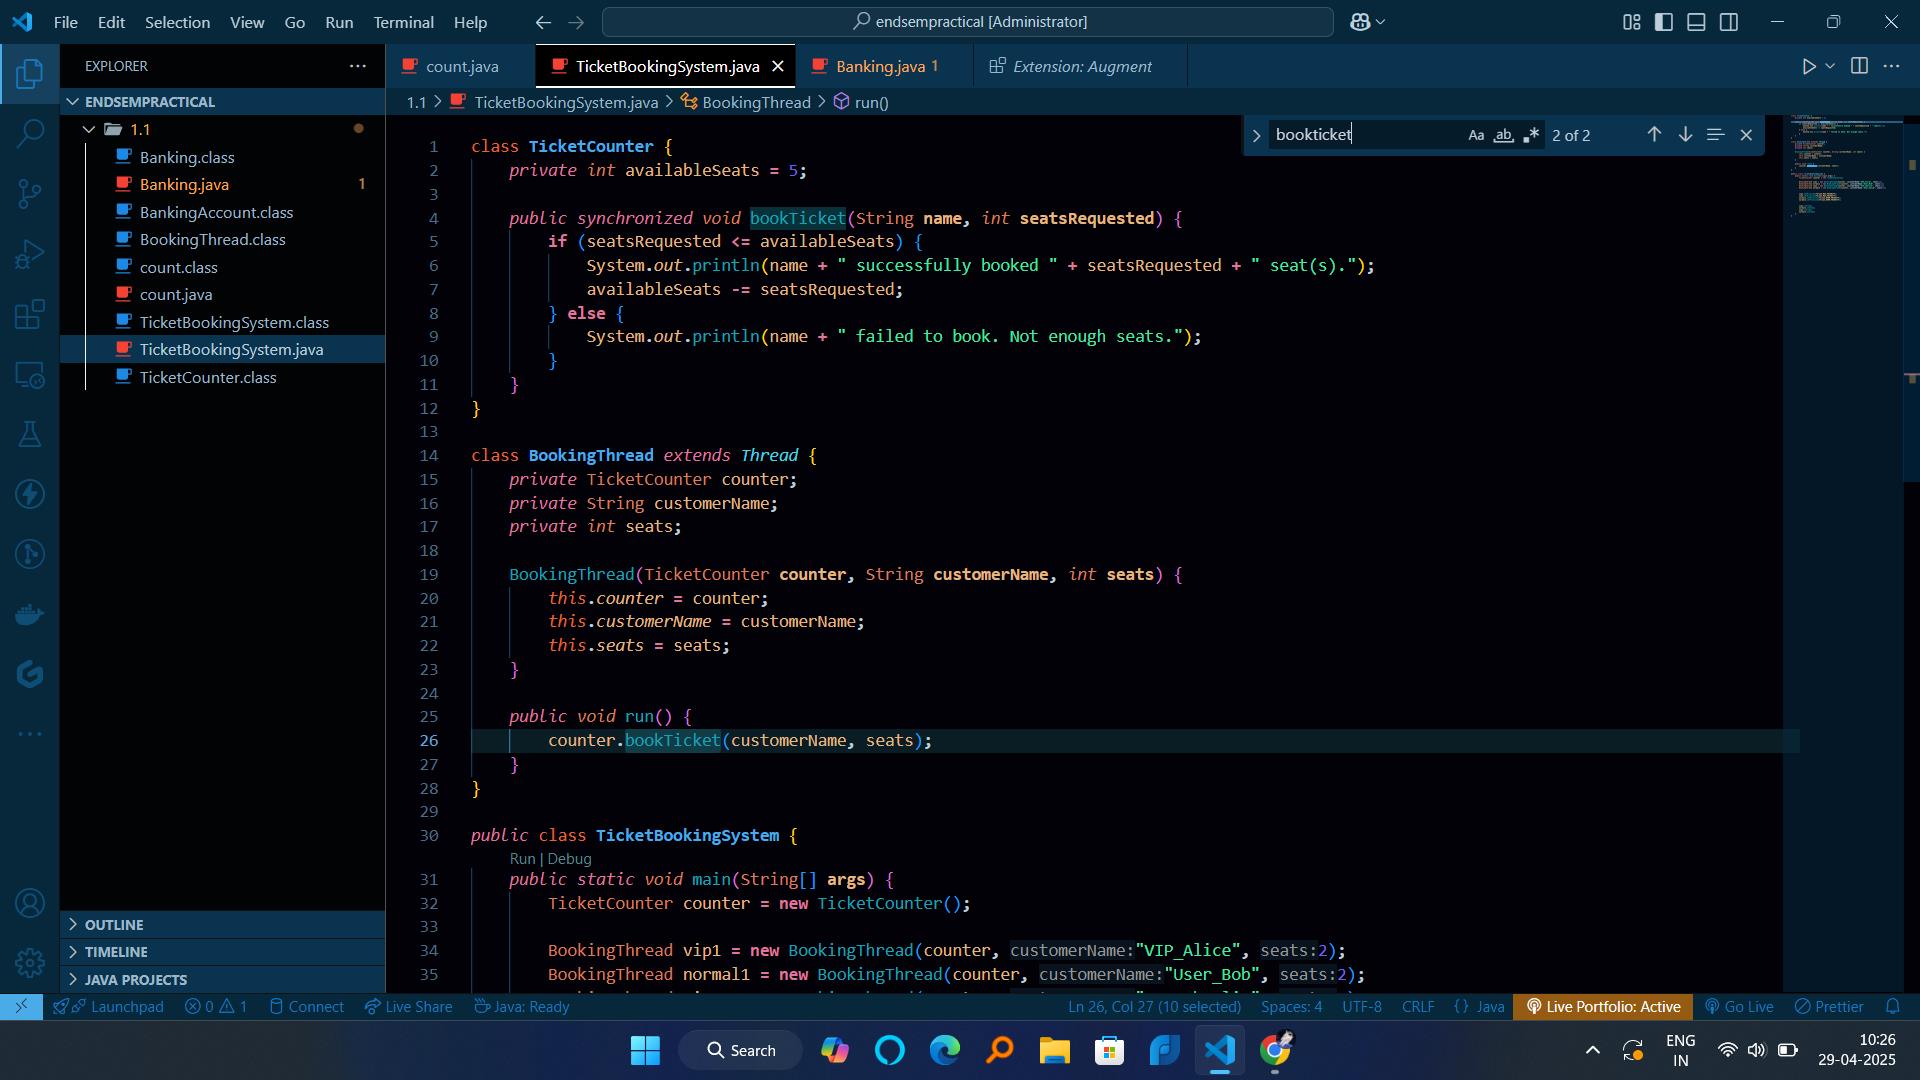 File Edit Selection View Go Run Terminal Help
endsempractical [Administrator]
EXPLORER
count.java
TicketBookingSystem.java
Banking.java 1
Extension: Augment
ENDSEMPRACTICAL
1.1
Banking.class
Banking.java 1
BankingAccount.class
BookingThread.class
count.class
count.java
TicketBookingSystem.class
TicketBookingSystem.java
TicketCounter.class
OUTLINE
TIMELINE
JAVA PROJECTS
1.1 > TicketBookingSystem.java > BookingThread > run()
bookticket Aa ab 2 of 2
1 class TicketCounter {
2 private int availableSeats = 5;
3
4 public synchronized void bookTicket(String name, int seatsRequested) {
5 if (seatsRequested <= availableSeats) {
6 System.out.println(name + " successfully booked " + seatsRequested + " seat(s).");
7 availableSeats -= seatsRequested;
8 } else {
9 System.out.println(name + " failed to book. Not enough seats.");
10 }
11 }
12 }
13
14 class BookingThread extends Thread {
15 private TicketCounter counter;
16 private String customerName;
17 private int seats;
18
19 BookingThread(TicketCounter counter, String customerName, int seats) {
20 this.counter = counter;
21 this.customerName = customerName;
22 this.seats = seats;
23 }
24
25 public void run() {
26 counter.bookTicket(customerName, seats);
27 }
28 }
29
30 public class TicketBookingSystem {
Run | Debug
31 public static void main(String[] args) {
32 TicketCounter counter = new TicketCounter();
33
34 BookingThread vip1 = new BookingThread(counter, customerName:"VIP_Alice", seats:2);
35 BookingThread normal1 = new BookingThread(counter, customerName:"User_Bob", seats:2);
Launchpad 0 1 Connect Live Share Java: Ready
Ln 26, Col 27 (10 selected) Spaces: 4 UTF-8 CRLF {} Java Live Portfolio: Active Go Live Prettier
Search
ENG
IN
10:26
29-04-2025